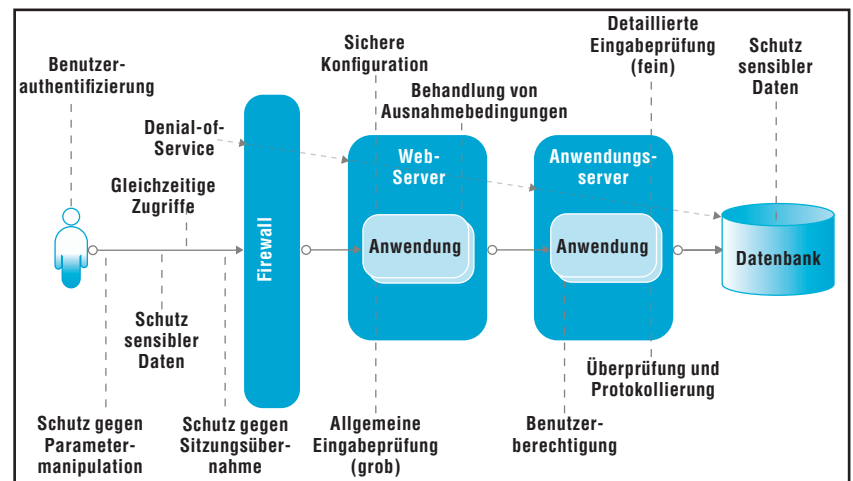 Benutzer-
authentifizierung
Sichere
Konfiguration
Detaillierte
Eingabeprüfung
(fein)
Schutz
sensibler
Daten
Behandlung von
Ausnahmebedingungen
Denial-of-
Service
Gleichzeitige
Zugriffe
Firewall
Web-
Server
Anwendungs-
server
Anwendung
Anwendung
Datenbank
Schutz
sensibler
Daten
Überprüfung und
Protokollierung
Schutz gegen
Parameter-
manipulation
Schutz gegen
Sitzungsüber-
nahme
Allgemeine
Eingabeprüfung
(grob)
Benutzer-
berechtigung